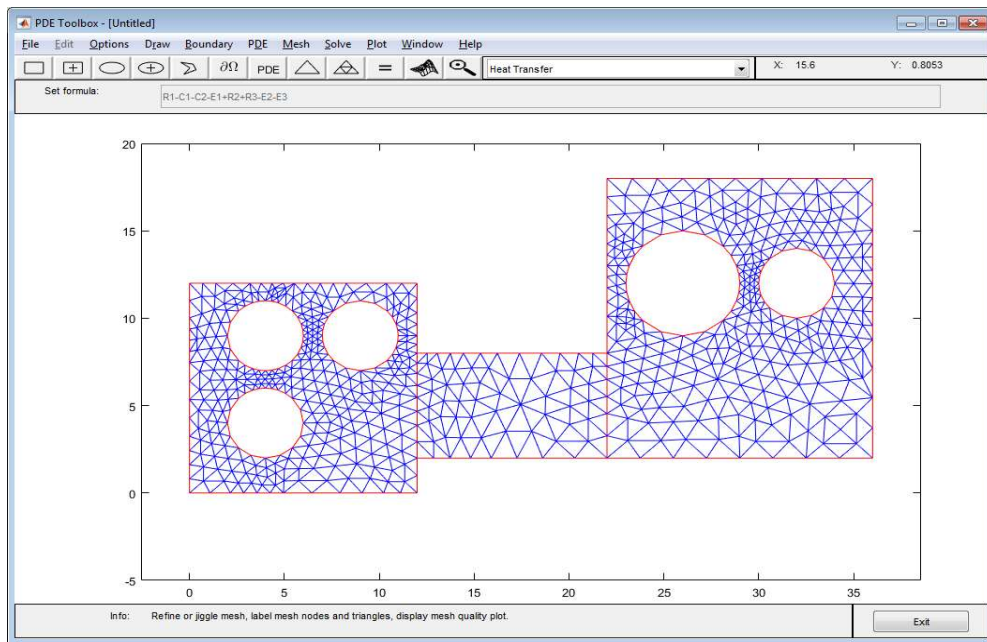 PDE Toolbox - [Untitled]
File Edit Options Draw Boundary PDE Mesh Solve Plot Window Help
∂Ω PDE = Heat Transfer X: 15.6 Y: 0.8053
Set formula: R1-C1-C2-E1+R2+R3-E2-E3
20
15
10
5
0
-5
0 5 10 15 20 25 30 35
Info: Refine or jiggle mesh, label mesh nodes and triangles, display mesh quality plot. Exit